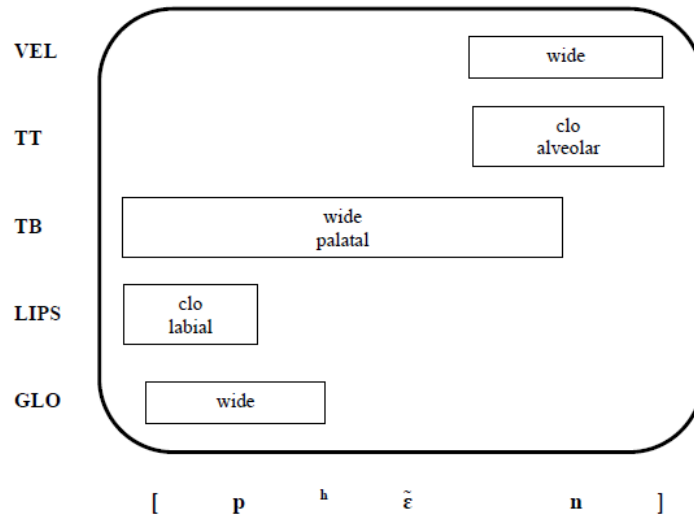 VEL wide
clo
TT alveolar
wide
TB palatal
clo
LIPS labial
GLO wide
[ p ʰ ɛ̃ n ]